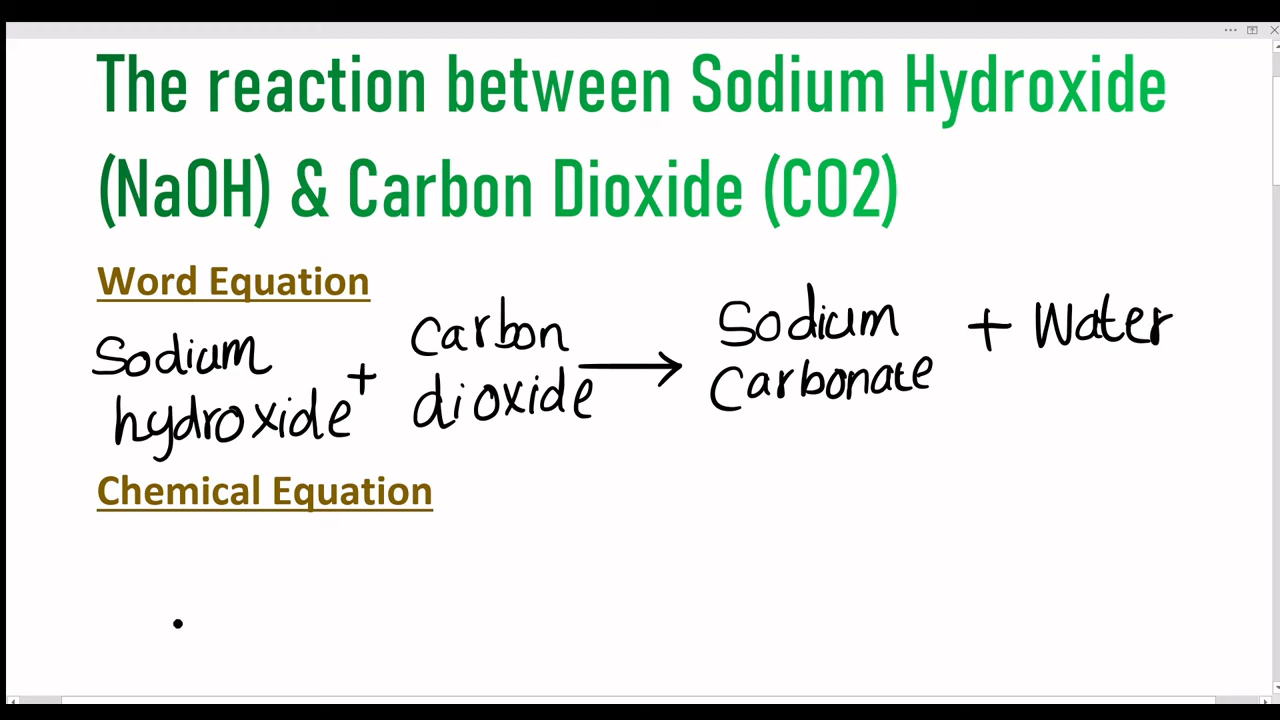 The reaction between Sodium Hydroxide
(NaOH) & Carbon Dioxide (CO2)
Word Equation
Sodium hydroxide + Carbon dioxide → Sodium Carbonate + Water
Chemical Equation